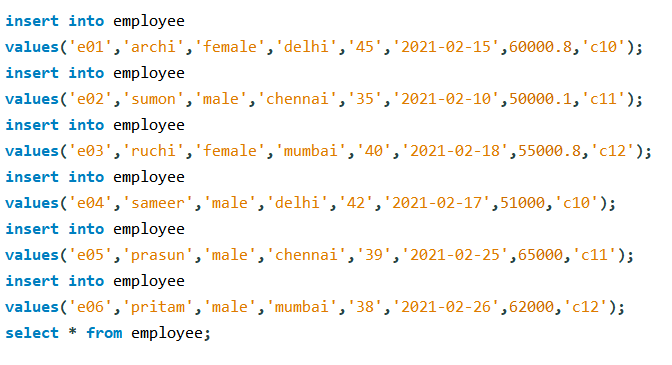 insert into employee
values('e01','archi','female','delhi','45','2021-02-15',60000.8,'c10');
insert into employee
values('e02','sumon','male','chennai','35','2021-02-10',50000.1,'c11');
insert into employee
values('e03','ruchi','female','mumbai','40','2021-02-18',55000.8,'c12');
insert into employee
values('e04','sameer','male','delhi','42','2021-02-17',51000,'c10');
insert into employee
values('e05','prasun','male','chennai','39','2021-02-25',65000,'c11');
insert into employee
values('e06','pritam','male','mumbai','38','2021-02-26',62000,'c12');
select * from employee;